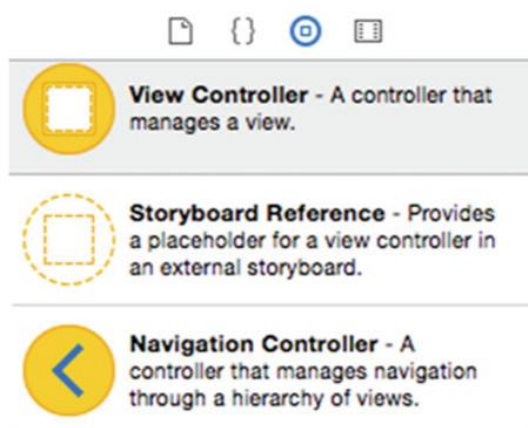 View Controller - A controller that
manages a view.
Storyboard Reference - Provides
a placeholder for a view controller in
an external storyboard.
Navigation Controller - A
controller that manages navigation
through a hierarchy of views.